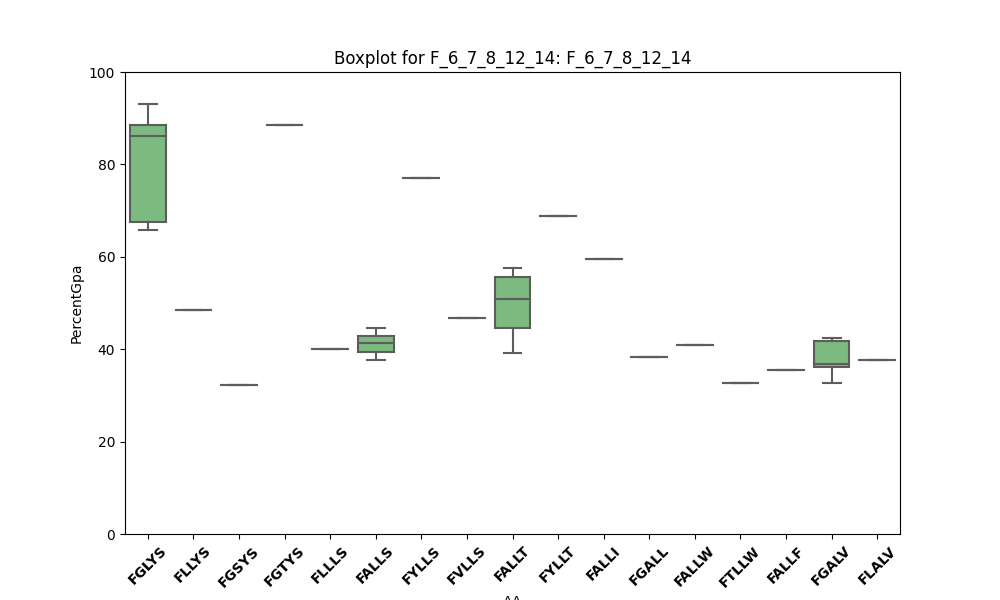 Boxplot for F_6_7_8_12_14: F_6_7_8_12_14
100
80
60
40
20
0
PercentGpa
FGLYS
FLLYS
FGSYS
FGTYS
FLLLS
FALLS
FYLLS
FVLLS
FALLT
FYLLT
FALLI
FGALL
FALLW
FTLLW
FALLF
FGALV
FLALV